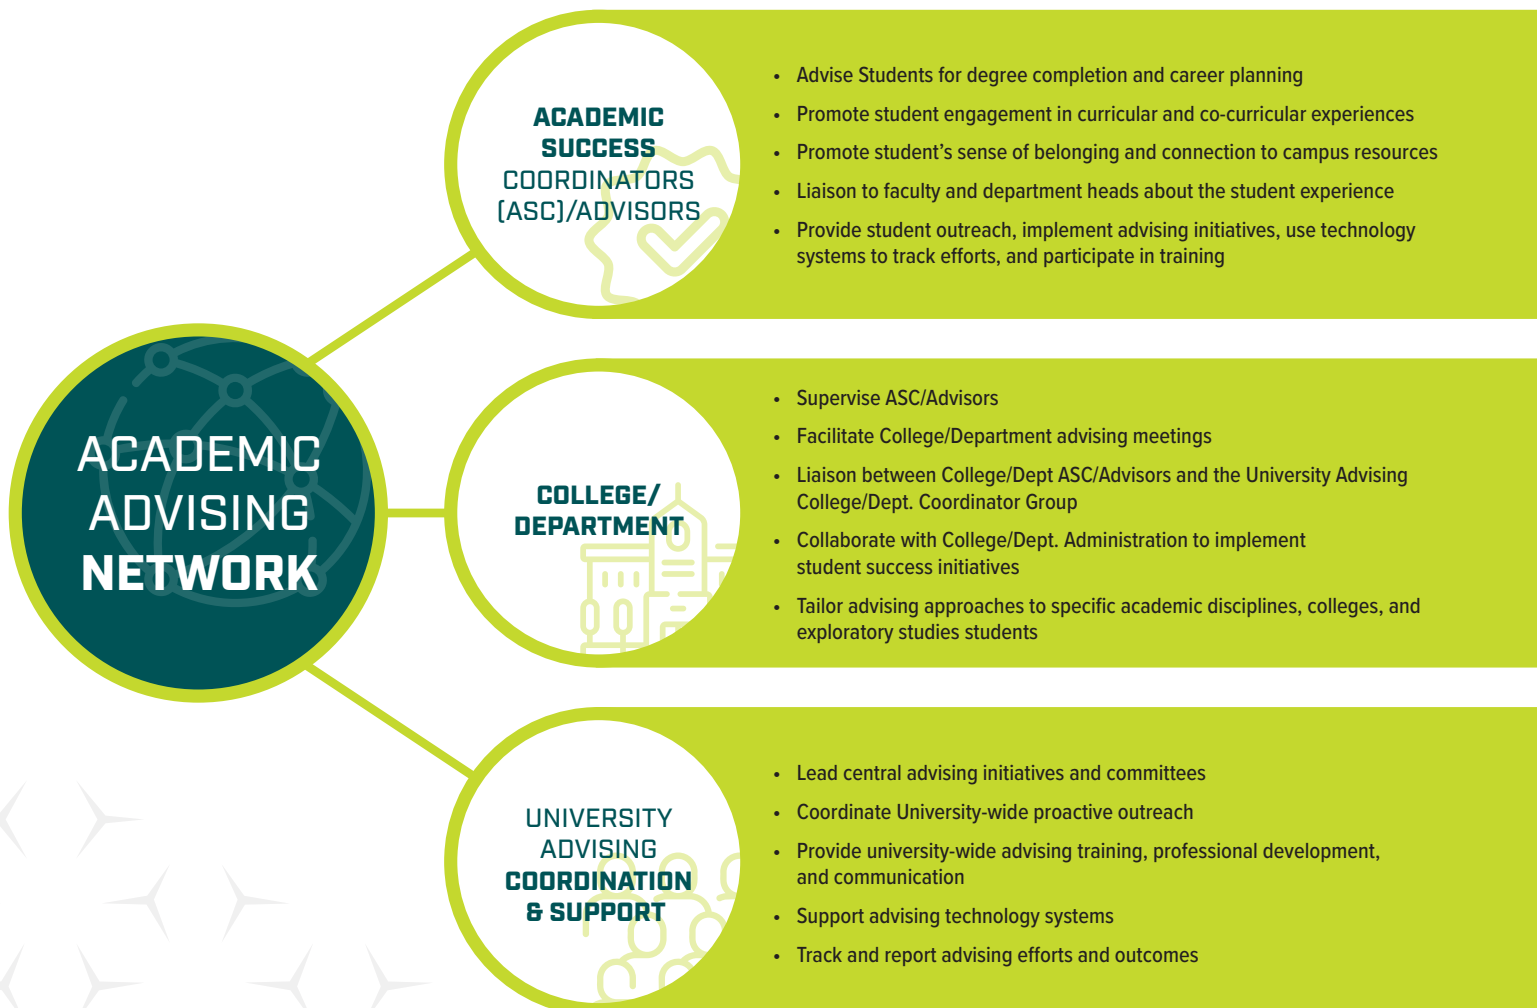 ACADEMIC
ADVISING
NETWORK
ACADEMIC
SUCCESS
COORDINATORS
(ASC)/ADVISORS
• Advise Students for degree completion and career planning
• Promote student engagement in curricular and co-curricular experiences
• Promote student’s sense of belonging and connection to campus resources
• Liaison to faculty and department heads about the student experience
• Provide student outreach, implement advising initiatives, use technology
systems to track efforts, and participate in training
COLLEGE/
DEPARTMENT
• Supervise ASC/Advisors
• Facilitate College/Department advising meetings
• Liaison between College/Dept ASC/Advisors and the University Advising
College/Dept. Coordinator Group
• Collaborate with College/Dept. Administration to implement
student success initiatives
• Tailor advising approaches to specific academic disciplines, colleges, and
exploratory studies students
UNIVERSITY
ADVISING
COORDINATION
& SUPPORT
• Lead central advising initiatives and committees
• Coordinate University-wide proactive outreach
• Provide university-wide advising training, professional development,
and communication
• Support advising technology systems
• Track and report advising efforts and outcomes